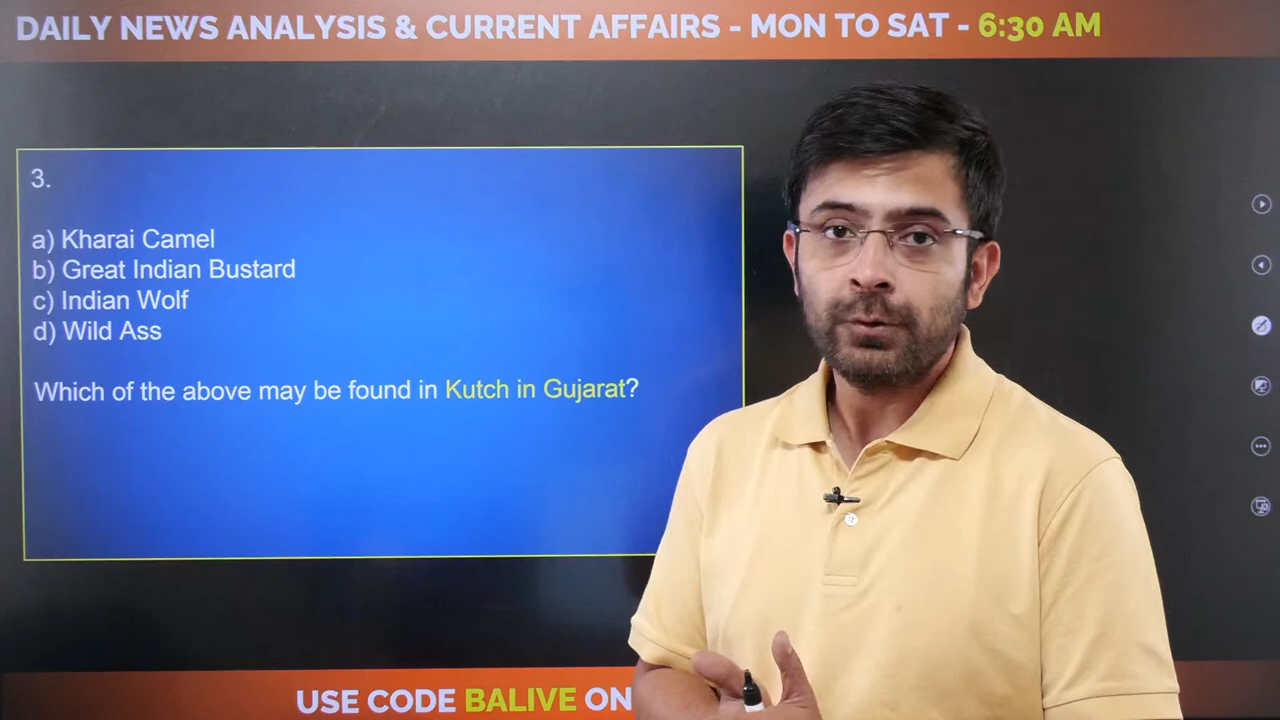 DAILY NEWS ANALYSIS & CURRENT AFFAIRS - MON TO SAT - 6:30 AM
3.
a) Kharai Camel
b) Great Indian Bustard
c) Indian Wolf
d) Wild Ass
Which of the above may be found in Kutch in Gujarat?
USE CODE BALIVE ON